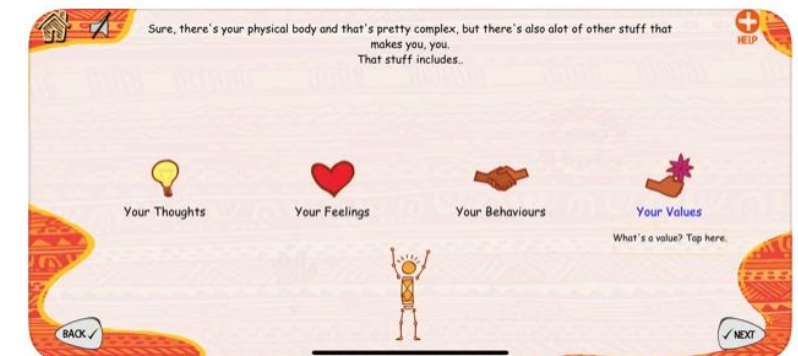 Sure, there's your physical body and that's pretty complex, but there's also alot of other stuff that
makes you, you.
That stuff includes..
HELP
Your Thoughts
Your Feelings
Your Behaviours
Your Values
What's a value? Tap here.
BACK
NEXT